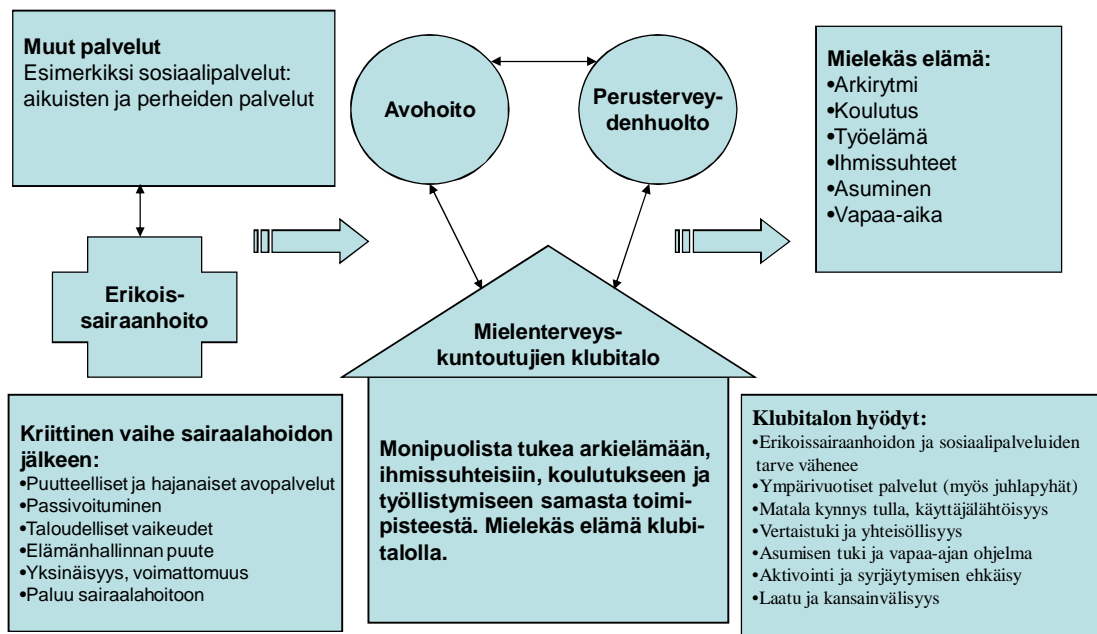 Muut palvelut
Esimerkiksi sosiaalipalvelut:
aikuisten ja perheiden palvelut
Avohoito
Perustervey-
denhuolto
Mielekäs elämä:
•Arkirytmi
•Koulutus
•Työelämä
•Ihmissuhteet
•Asuminen
•Vapaa-aika
Erikois-
sairaanhoito
Mielenterveys-
kuntoutujien klubitalo
Kriittinen vaihe sairaalahoidon
jälkeen:
•Puutteelliset ja hajanaiset avopalvelut
•Passivoituminen
•Taloudelliset vaikeudet
•Elämänhallinnan puute
•Yksinäisyys, voimattomuus
•Paluu sairaalahoitoon
Monipuolista tukea arkielämään,
ihmissuhteisiin, koulutukseen ja
työllistymiseen samasta toimi-
pisteestä. Mielekäs elämä klubi-
talolla.
Klubitalon hyödyt:
•Erikoissairaanhoidon ja sosiaalipalveluiden
tarve vähenee
•Ympärivuotiset palvelut (myös juhlapyhät)
•Matala kynnys tulla, käyttäjälähtöisyys
•Vertaistuki ja yhteisöllisyys
•Asumisen tuki ja vapaa-ajan ohjelma
•Aktivointi ja syrjäytymisen ehkäisy
•Laatu ja kansainvälisyys